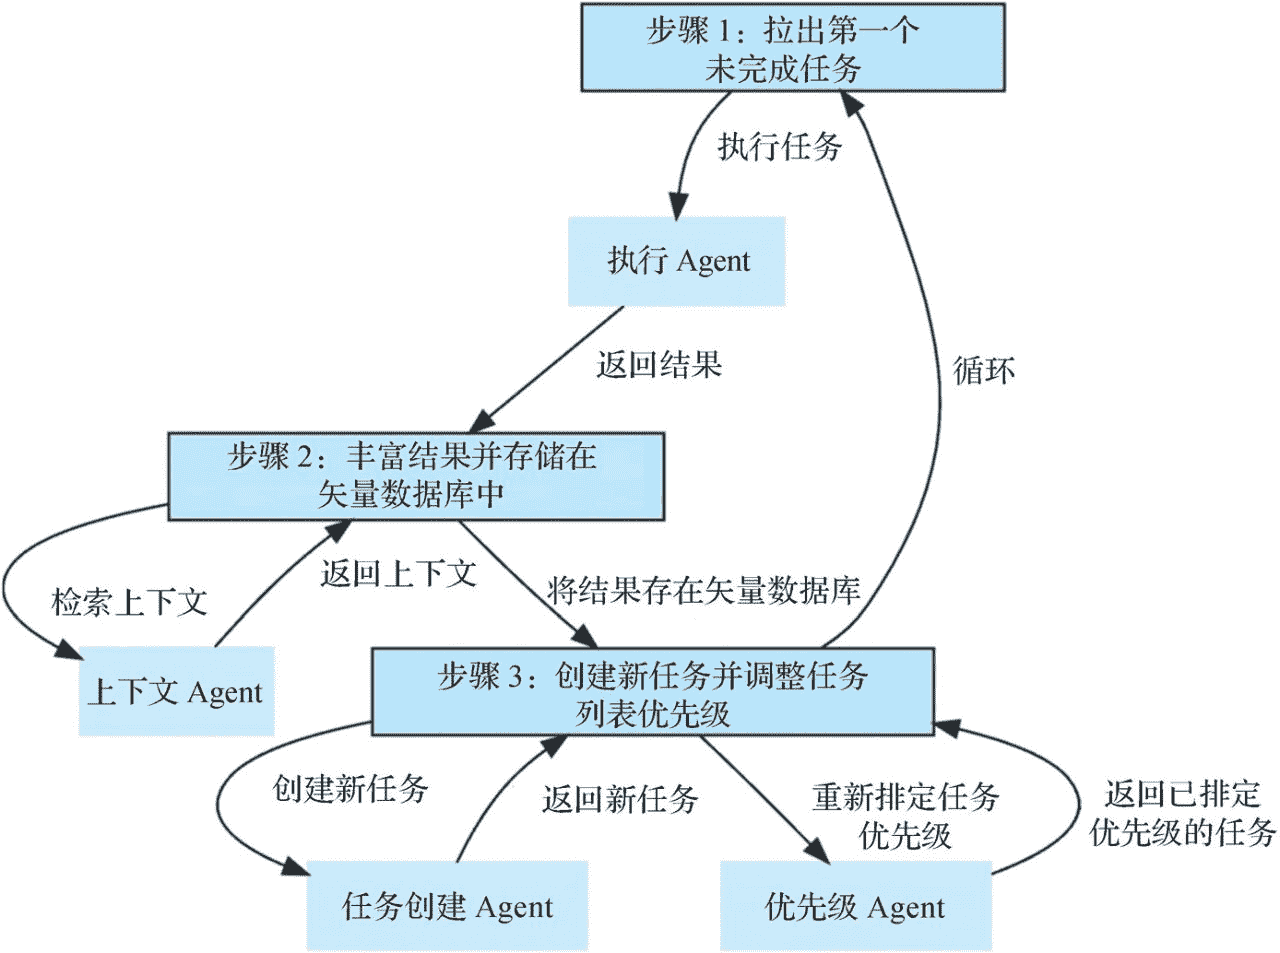 步骤 1：拉出第一个
未完成任务
执行任务
执行 Agent
返回结果
循环
步骤 2：丰富结果并存储在
矢量数据库中
检索上下文
返回上下文
将结果存在矢量数据库
上下文 Agent
步骤 3：创建新任务并调整任务
列表优先级
创建新任务
返回新任务
重新排定任务
优先级
返回已排定
优先级的任务
任务创建 Agent
优先级 Agent